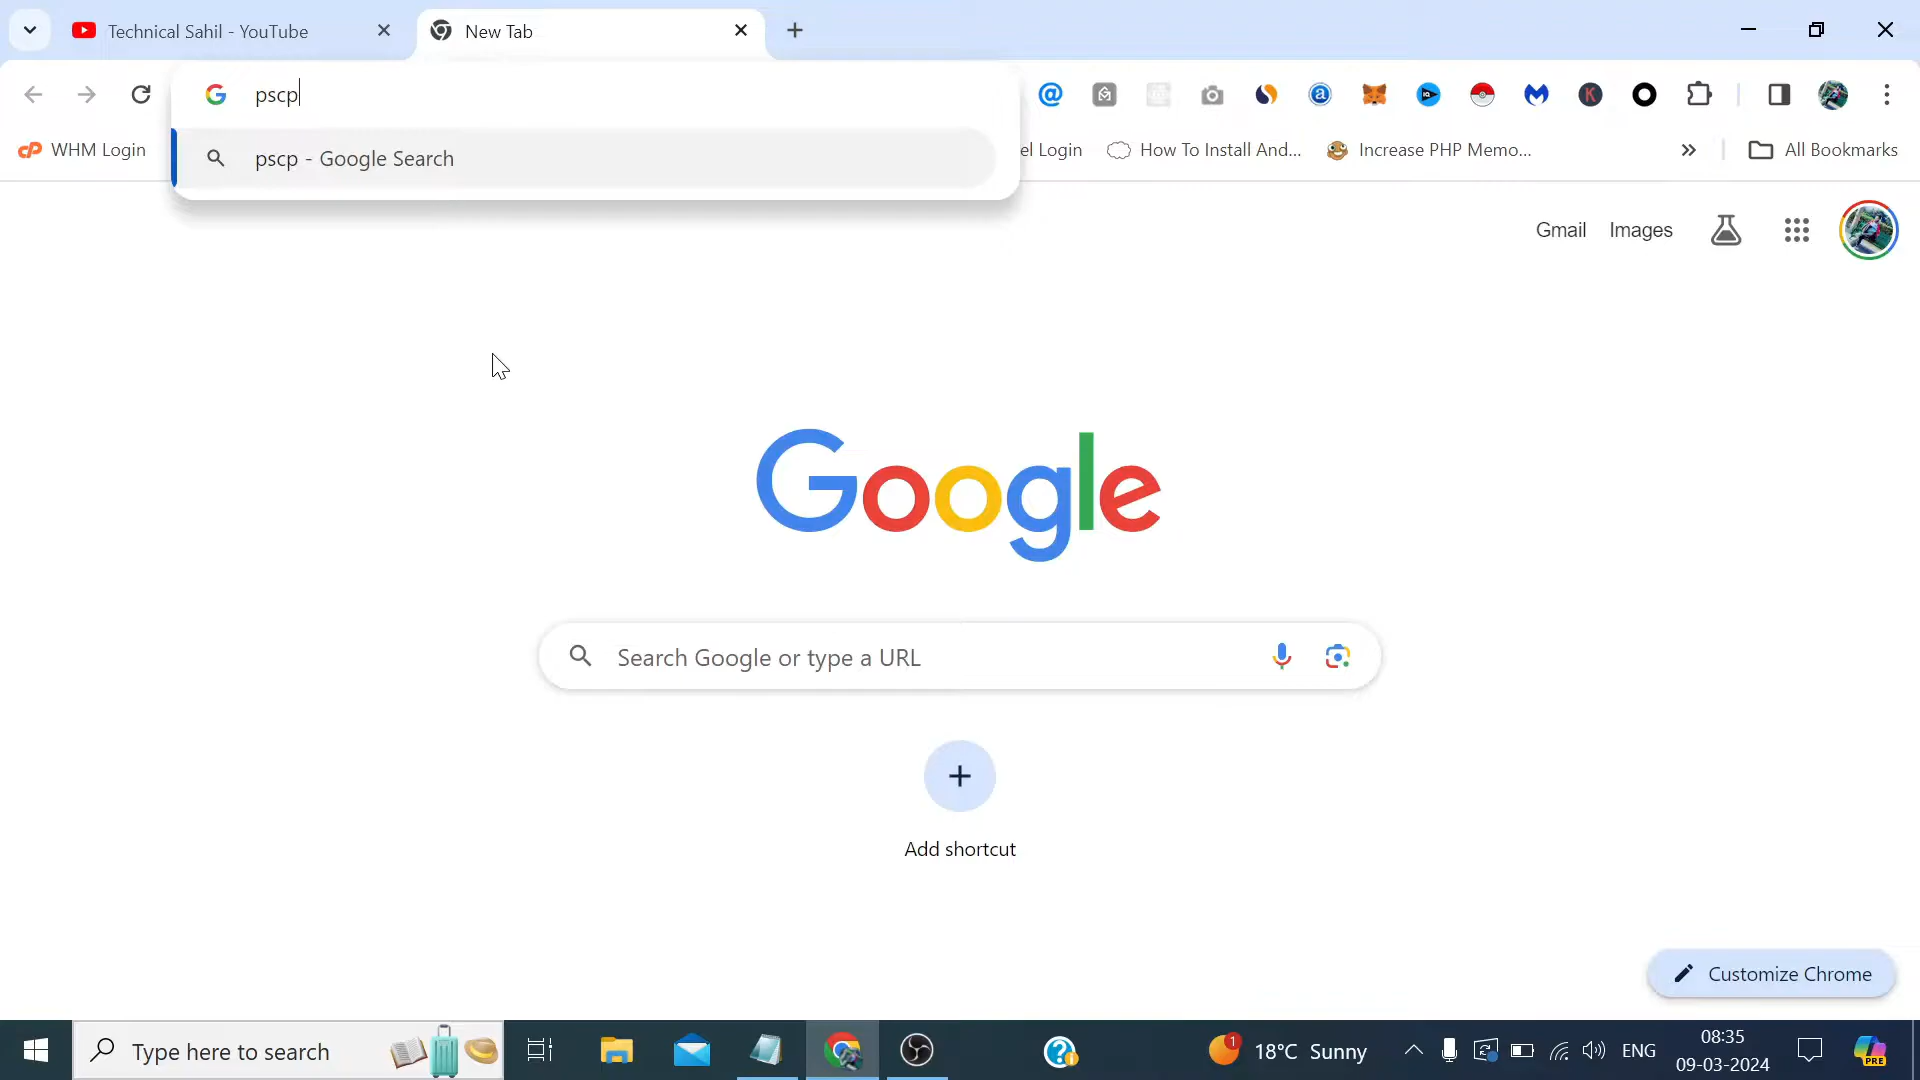 Technical Sahil - YouTube
New Tab
pscp
pscp - Google Search
WHM Login
el Login
How To Install And...
Increase PHP Memo...
All Bookmarks
Gmail
Images
Google
Search Google or type a URL
Add shortcut
Customize Chrome
Type here to search
1
18°C Sunny
ENG
08:35
09-03-2024
PRE